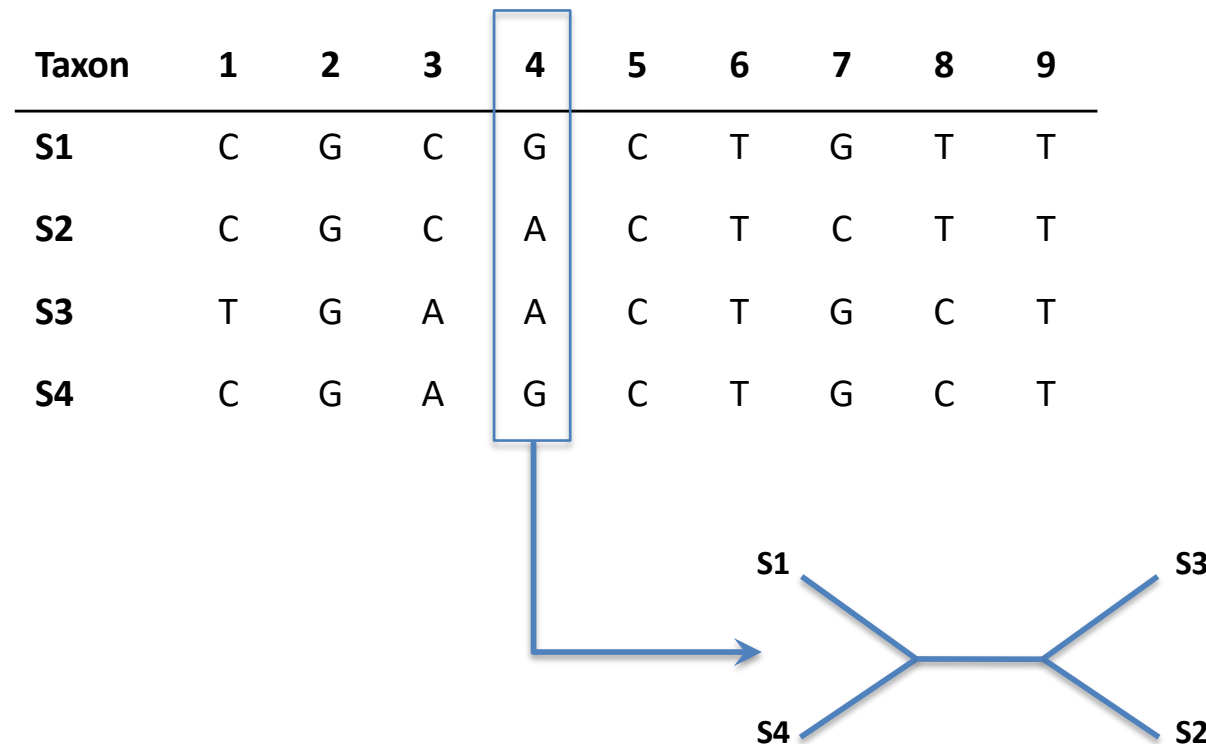 Taxon 1 2 3 4 5 6 7 8 9
S1 C G C G C T G T T
S2 C G C A C T C T T
S3 T G A A C T G C T
S4 C G A G C T G C T
S1 S3
S4 S2